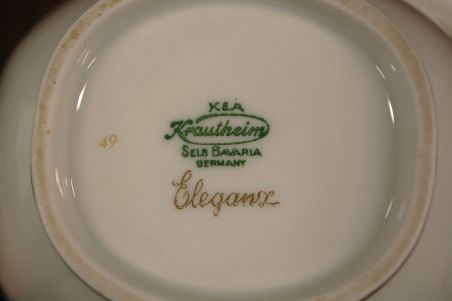 K&A
Krautheim
SELB BAVARIA
GERMANY
49
Eleganz